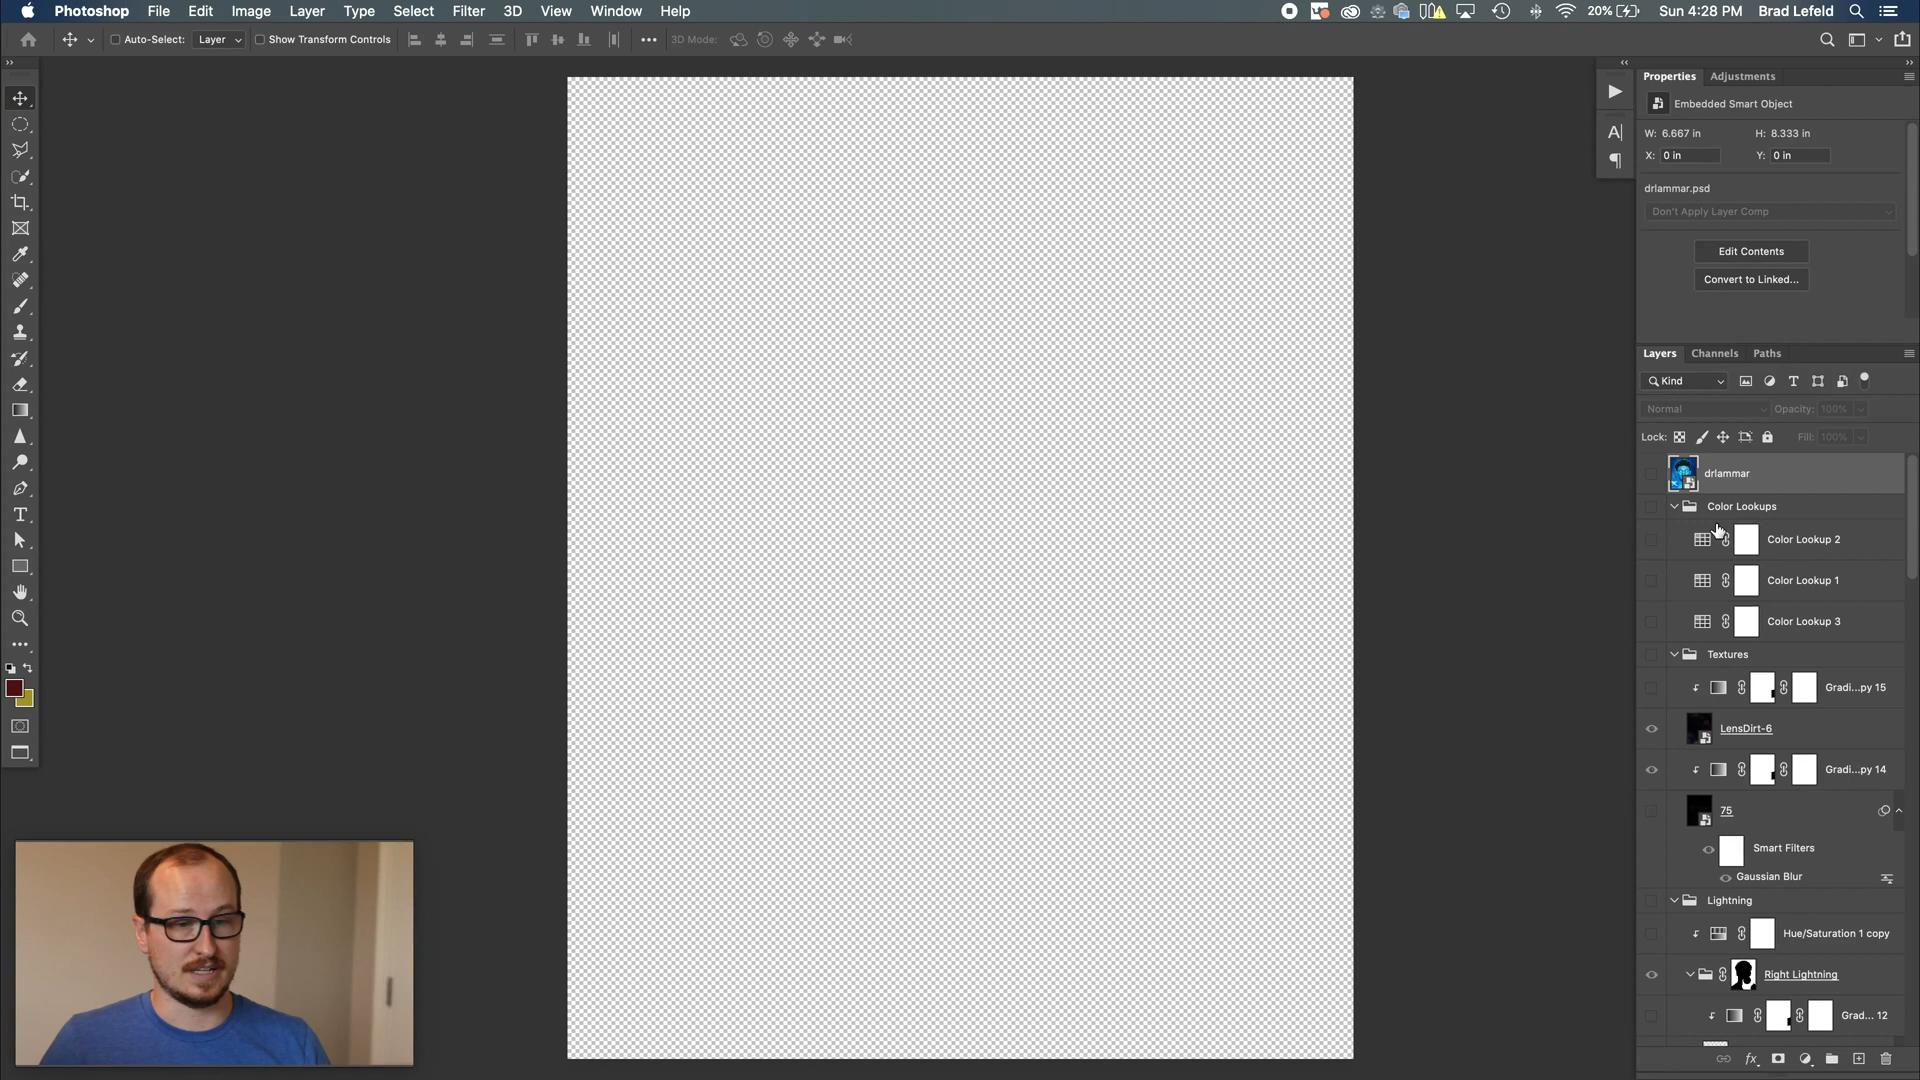 Photoshop File Edit Image Layer Type Select Filter 3D View Window Help 20% Sun 4:28 PM Brad Lefeld
Auto-Select: Layer Show Transform Controls 3D Mode:
Properties Adjustments
Embedded Smart Object
W: 6.667 in H: 8.333 in
X: 0 in Y: 0 in
drlammar.psd
Don't Apply Layer Comp
Edit Contents
Convert to Linked...
Layers Channels Paths
Kind
Normal Opacity: 100%
Lock: Fill: 100%
drlammar
Color Lookups
Color Lookup 2
Color Lookup 1
Color Lookup 3
Textures
Gradi...py 15
LensDirt-6
Gradi...py 14
75
Smart Filters
Gaussian Blur
Lightning
Hue/Saturation 1 copy
Right Lightning
Grad... 12